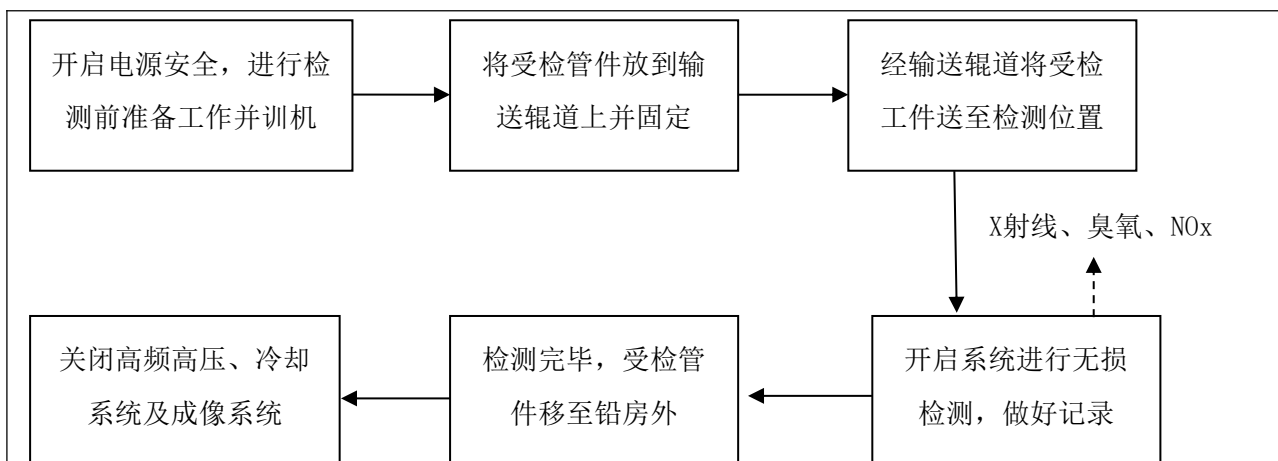 开启电源安全，进行检
测前准备工作并训机
将受检管件放到输
送辊道上并固定
经输送辊道将受检
工件送至检测位置
X射线、臭氧、NOx
开启系统进行无损
检测，做好记录
检测完毕，受检管
件移至铅房外
关闭高频高压、冷却
系统及成像系统